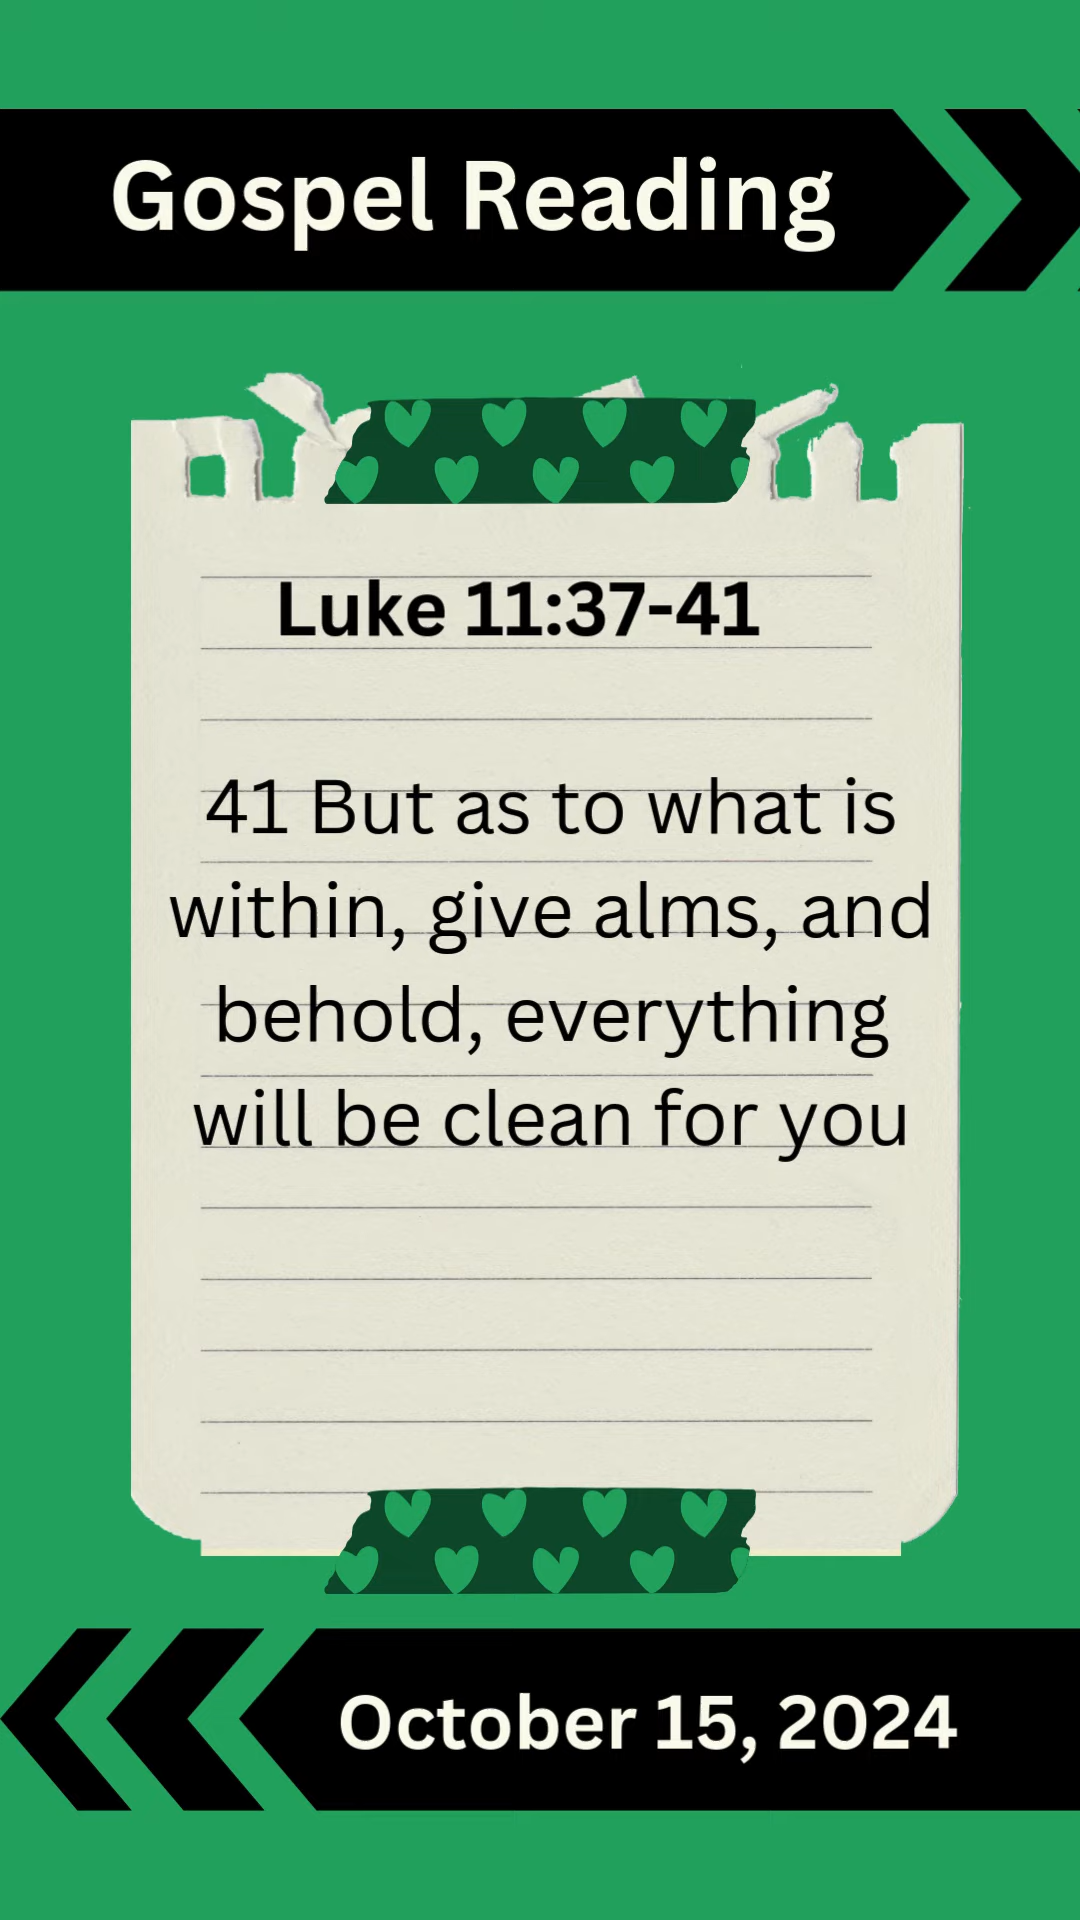 Gospel Reading
Luke 11:37-41
41 But as to what is
within, give alms, and
behold, everything
will be clean for you
October 15, 2024